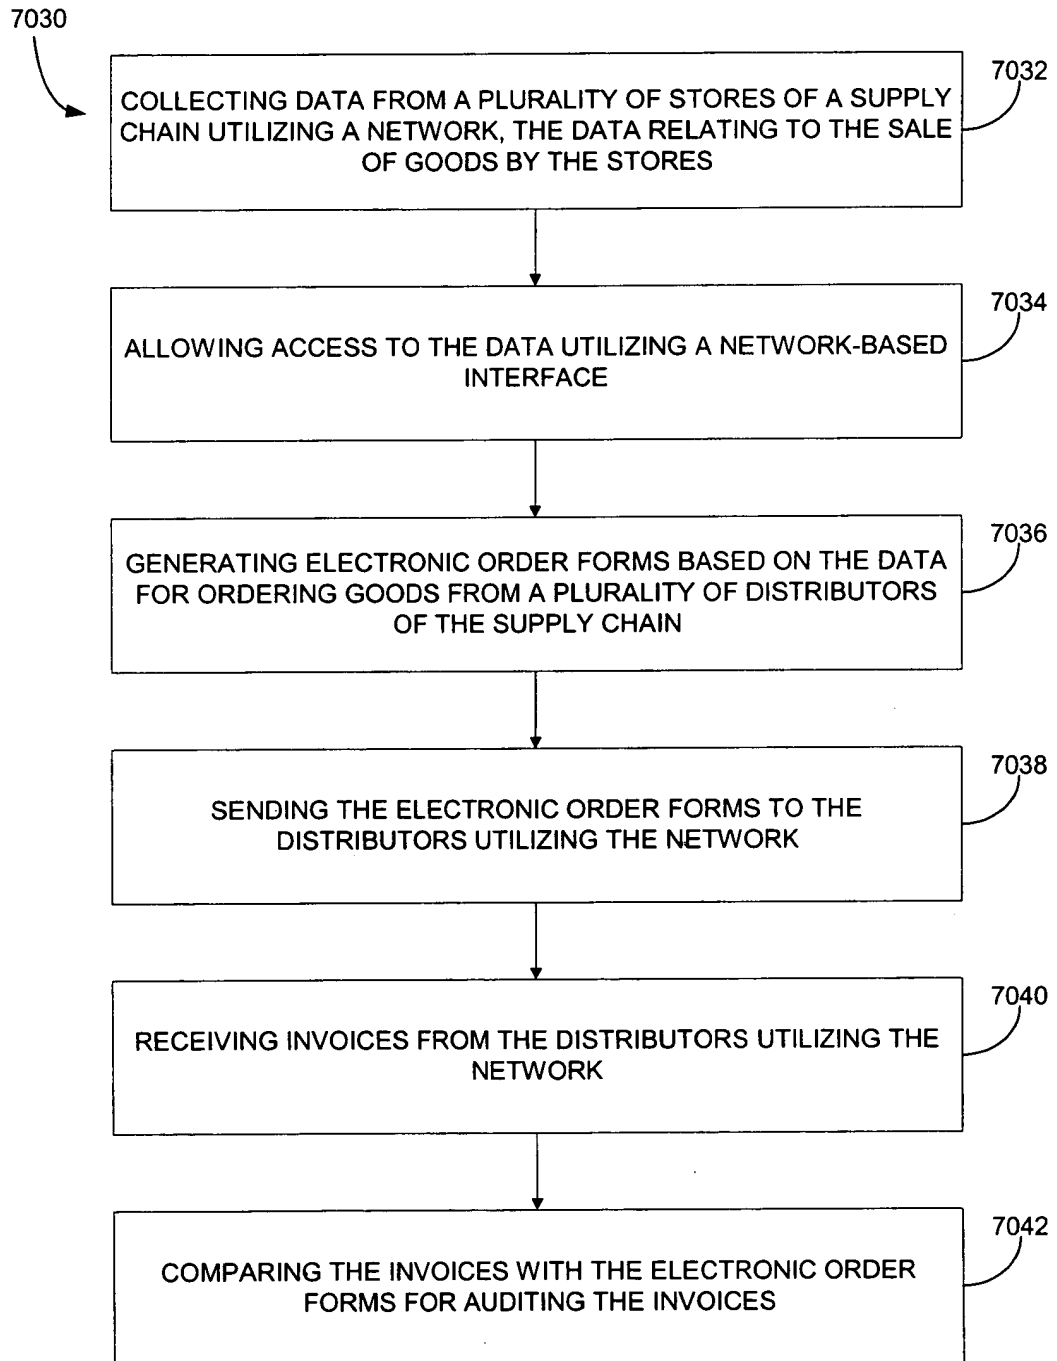 7030
7032
COLLECTING DATA FROM A PLURALITY OF STORES OF A SUPPLY
CHAIN UTILIZING A NETWORK, THE DATA RELATING TO THE SALE
OF GOODS BY THE STORES
7034
ALLOWING ACCESS TO THE DATA UTILIZING A NETWORK-BASED
INTERFACE
7036
GENERATING ELECTRONIC ORDER FORMS BASED ON THE DATA
FOR ORDERING GOODS FROM A PLURALITY OF DISTRIBUTORS
OF THE SUPPLY CHAIN
7038
SENDING THE ELECTRONIC ORDER FORMS TO THE
DISTRIBUTORS UTILIZING THE NETWORK
7040
RECEIVING INVOICES FROM THE DISTRIBUTORS UTILIZING THE
NETWORK
7042
COMPARING THE INVOICES WITH THE ELECTRONIC ORDER
FORMS FOR AUDITING THE INVOICES